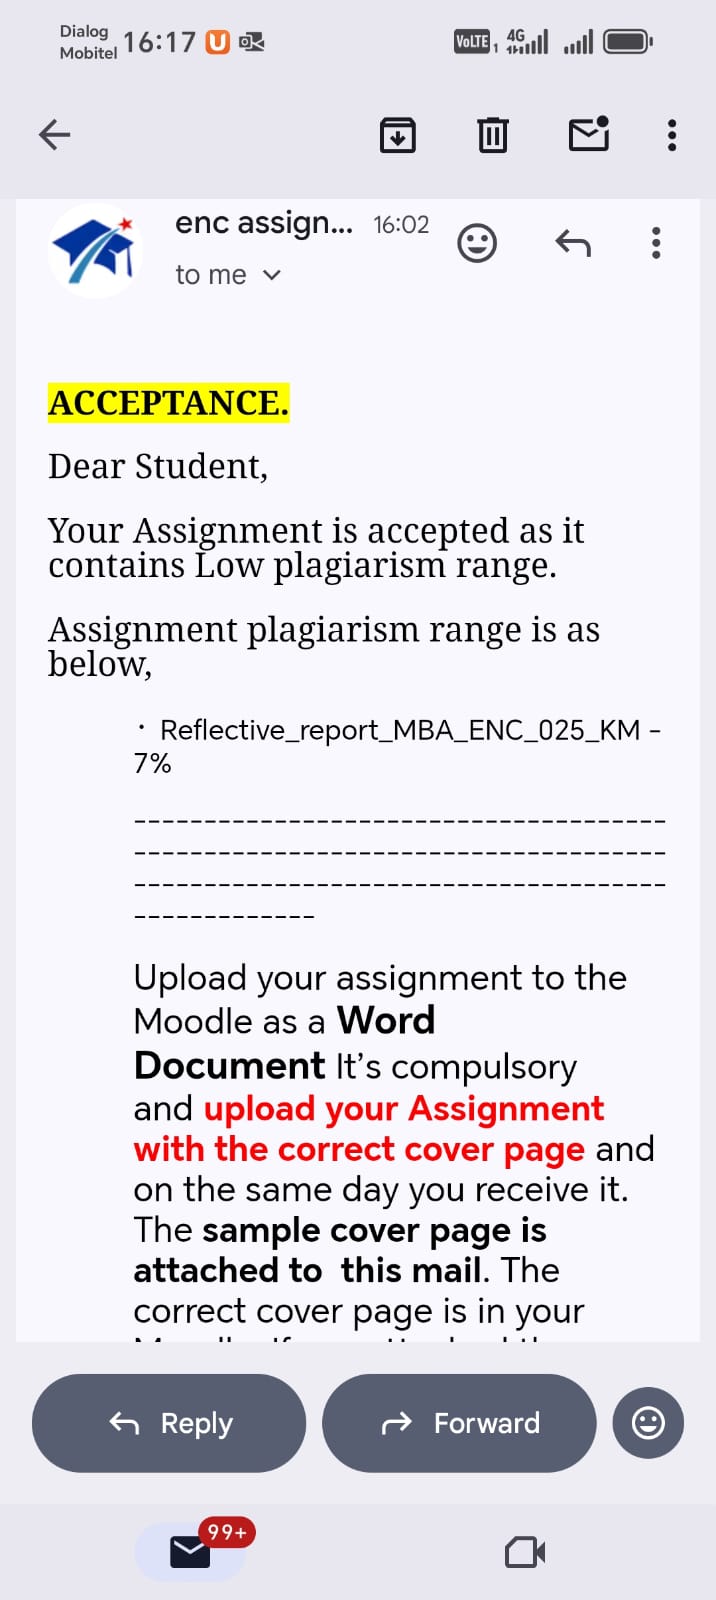 Dialog
Mobitel 16:17
VoLTE 1 4G
enc assign... 16:02
to me
ACCEPTANCE.
Dear Student,
Your Assignment is accepted as it
contains Low plagiarism range.
Assignment plagiarism range is as
below,
· Reflective_report_MBA_ENC_025_KM -
7%
-------------------------------------
-------------------------------------
-------------------------------------
-------------
Upload your assignment to the
Moodle as a Word
Document It’s compulsory
and upload your Assignment
with the correct cover page and
on the same day you receive it.
The sample cover page is
attached to  this mail. The
correct cover page is in your
Reply
Forward
99+